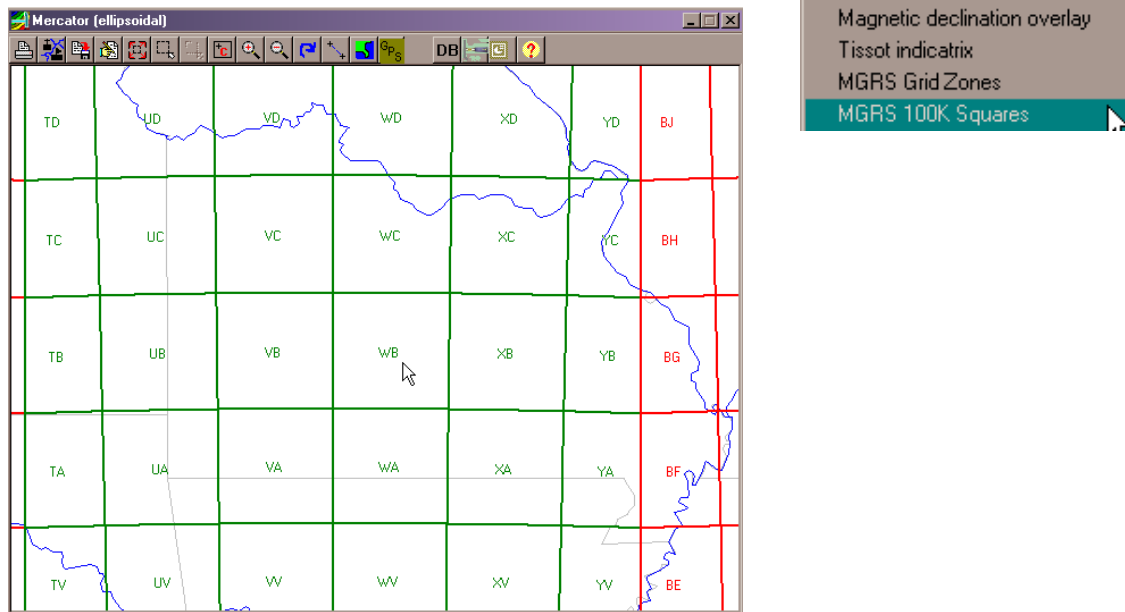 Mercator (ellipsoidal)
C GPS DB ?
TD UD VD WD XD YD BJ
TC UC VC WC XC YC BH
TB UB VB WB XB YB BG
TA UA VA WA XA YA BF
TV UV VV WV XV YV BE
Magnetic declination overlay
Tissot indicatrix
MGRS Grid Zones
MGRS 100K Squares